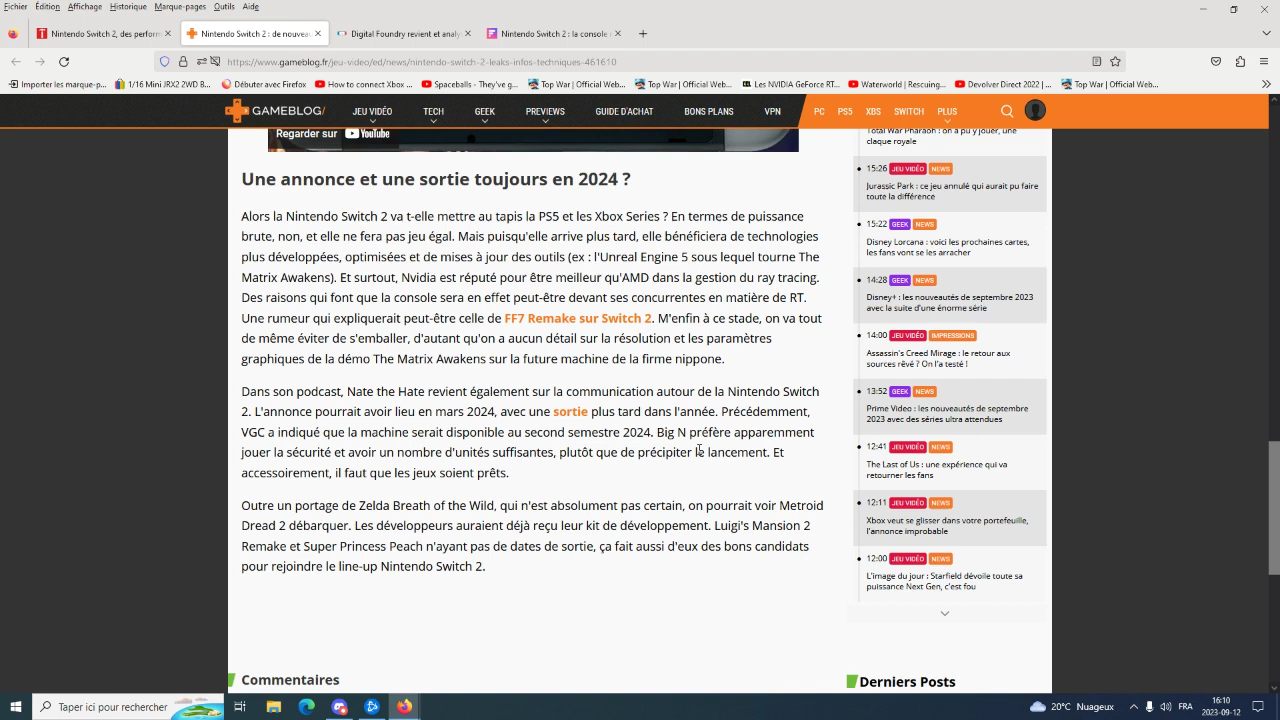 Fichier Édition Affichage Historique Marque-pages Outils Aide
Nintendo Switch 2, des perform
Nintendo Switch 2 : de nouveau
Digital Foundry revient et analy
Nintendo Switch 2 : la console
https://www.gameblog.fr/jeu-video/ed/news/nintendo-switch-2-leaks-infos-techniques-461610
Importer les marque-p...
1/16 Mini JRX2 2WD B...
Débuter avec Firefox
How to connect Xbox ...
Spaceballs - They've g...
Top War | Official Web...
Top War | Official Web...
Les NVIDIA GeForce RT...
Waterworld | Rescuing...
Devolver Direct 2022 | ...
Top War | Official Web...
GAMEBLOG/ JEU VIDÉO TECH GEEK PREVIEWS GUIDE D'ACHAT BONS PLANS VPN PC PS5 XBS SWITCH PLUS
Regarder sur YouTube
Une annonce et une sortie toujours en 2024 ?
Alors la Nintendo Switch 2 va t-elle mettre au tapis la PS5 et les Xbox Series ? En termes de puissance
brute, non, et elle ne fera pas jeu égal. Mais puisqu'elle arrive plus tard, elle bénéficiera de technologies
plus développées, optimisées et de mises à jour des outils (ex : l'Unreal Engine 5 sous lequel tourne The
Matrix Awakens). Et surtout, Nvidia est réputé pour être meilleur qu'AMD dans la gestion du ray tracing.
Des raisons qui font que la console sera en effet peut-être devant ses concurrentes en matière de RT.
Une rumeur qui expliquerait peut-être celle de FF7 Remake sur Switch 2. M'enfin à ce stade, on va tout
de même éviter de s'emballer, d'autant qu'on a aucun détail sur la résolution et les paramètres
graphiques de la démo The Matrix Awakens sur la future machine de la firme nippone.
Dans son podcast, Nate the Hate revient également sur la communication autour de la Nintendo Switch
2. L'annonce pourrait avoir lieu en mars 2024, avec une sortie plus tard dans l'année. Précédemment,
VGC a indiqué que la machine serait disponible au second semestre 2024. Big N préfère apparemment
jouer la sécurité et avoir un nombre d'unités suffisantes, plutôt que de précipiter le lancement. Et
accessoirement, il faut que les jeux soient prêts.
Outre un portage de Zelda Breath of the Wild, qui n'est absolument pas certain, on pourrait voir Metroid
Dread 2 débarquer. Les développeurs auraient déjà reçu leur kit de développement. Luigi's Mansion 2
Remake et Super Princess Peach n'ayant pas de dates de sortie, ça fait aussi d'eux des bons candidats
pour rejoindre le line-up Nintendo Switch 2.
Commentaires
Total War Pharaoh : on a pu y jouer, une
claque royale
15:26 JEU VIDÉO NEWS
Jurassic Park : ce jeu annulé qui aurait pu faire
toute la différence
15:22 GEEK NEWS
Disney Lorcana : voici les prochaines cartes,
les fans vont se les arracher
14:28 GEEK NEWS
Disney+ : les nouveautés de septembre 2023
avec la suite d'une énorme série
14:00 JEU VIDÉO IMPRESSIONS
Assassin's Creed Mirage : le retour aux
sources rêvé ? On l'a testé !
13:52 GEEK NEWS
Prime Video : les nouveautés de septembre
2023 avec des séries ultra attendues
12:41 JEU VIDÉO NEWS
The Last of Us : une expérience qui va
retourner les fans
12:11 JEU VIDÉO NEWS
Xbox veut se glisser dans votre portefeuille,
l'annonce improbable
12:00 JEU VIDÉO NEWS
L'image du jour : Starfield dévoile toute sa
puissance Next Gen, c'est fou
Derniers Posts
Taper ici pour rechercher
20°C Nuageux
FRA
16:10
2023-09-12